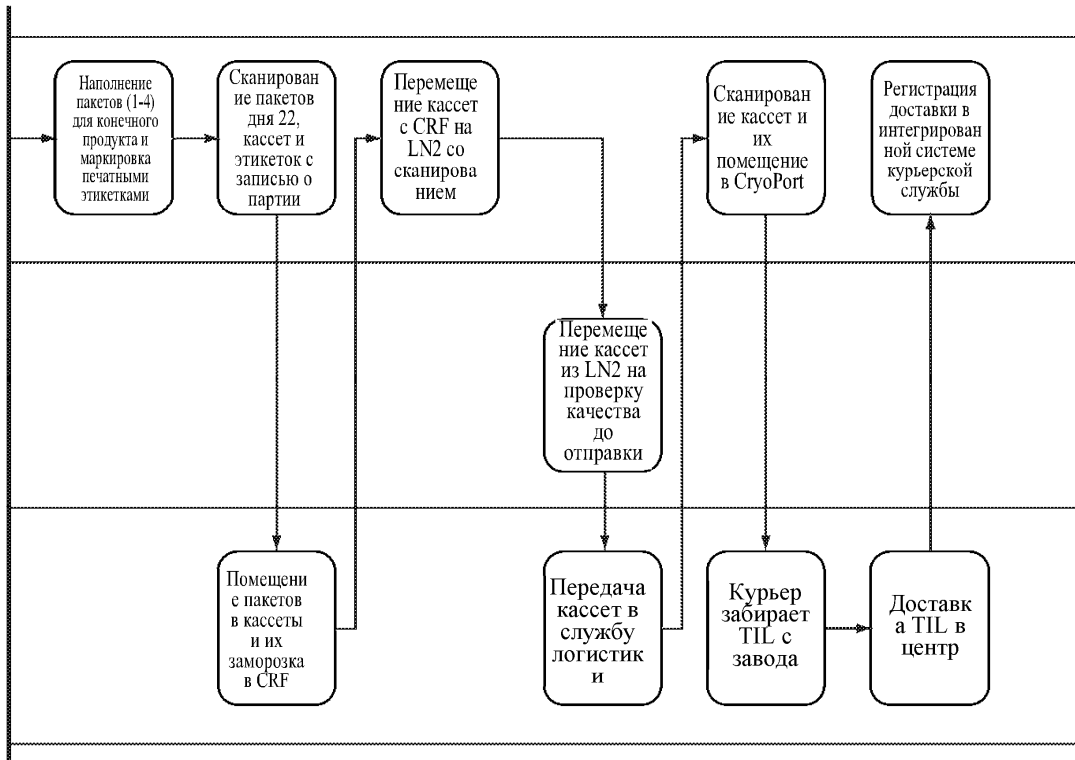 Наполнение
пакетов (1-4)
для конечного
продукта и
маркировка
печатными
этикетками
Сканирован
ие пакетов
дня 22,
кассет и
этикеток с
записью о
партии
Перемеще
ние кассет
с CRF на
LN2 со
сканирова
нием
Сканирован
ие кассет и
их
помещение
в CryoPort
Регистрация
доставки в
интегрирован
ной системе
курьерской
службы
Перемеще
ние кассет
из LN2 на
проверку
качества
до
отправки
Помещени
е пакетов
в кассеты
и их
заморозка
в CRF
Передача
кассет в
службу
логистик
и
Курьер
забирает
TIL с
завода
Доставк
а TIL в
центр